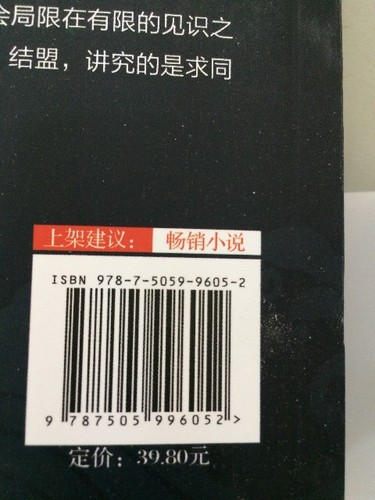 会局限在有限的见识之
结盟，讲究的是求同
上架建议： 畅销小说
ISBN 978-7-5059-9605-2
9 787505 996052>
定价：39.80元